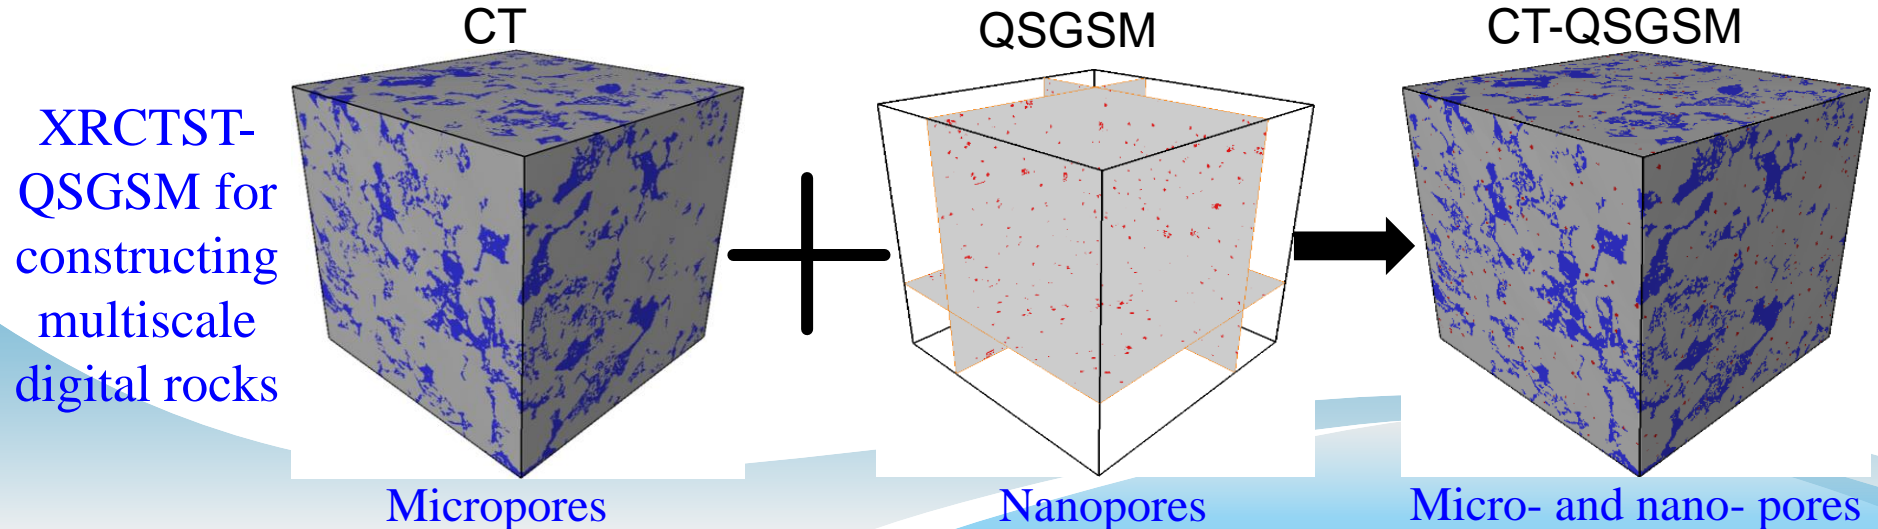 CT
QSGSM
CT-QSGSM
XRCTST-
QSGSM for
constructing
multiscale
digital rocks
Micropores
Nanopores
Micro- and nano- pores